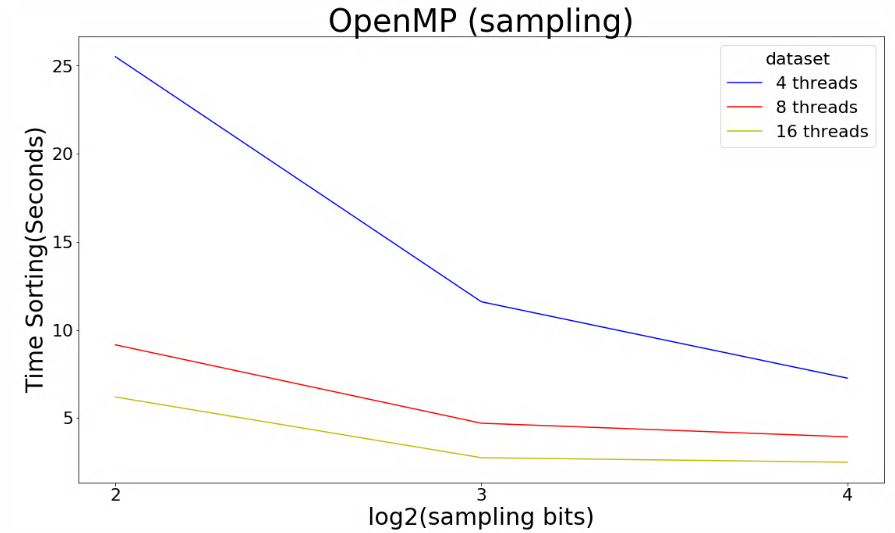 OpenMP (sampling)
dataset
4 threads
8 threads
16 threads
Time Sorting(Seconds)
25
20
15
10
5
2
3
4
log2(sampling bits)